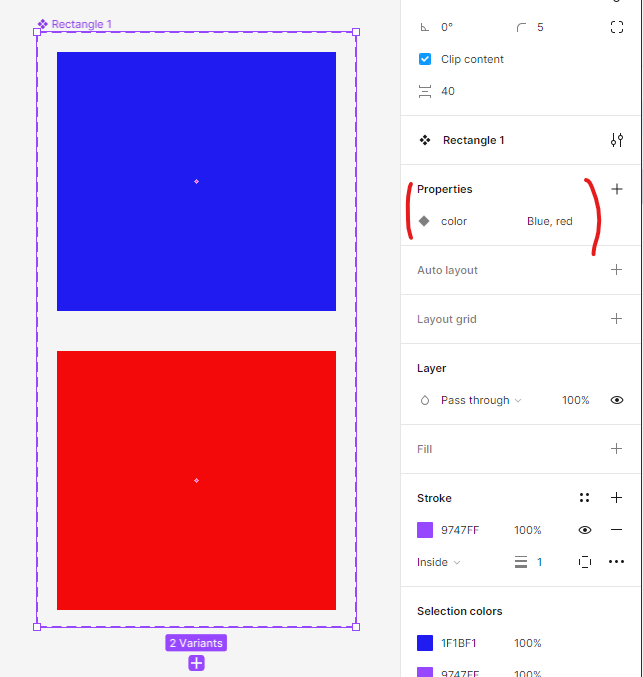 Rectangle 1
2 Variants
0° 5
Clip content
40
Rectangle 1
Properties
color Blue, red
Auto layout
Layout grid
Layer
Pass through 100%
Fill
Stroke
9747FF 100%
Inside 1
Selection colors
1F1BF1 100%
9747FF 100%